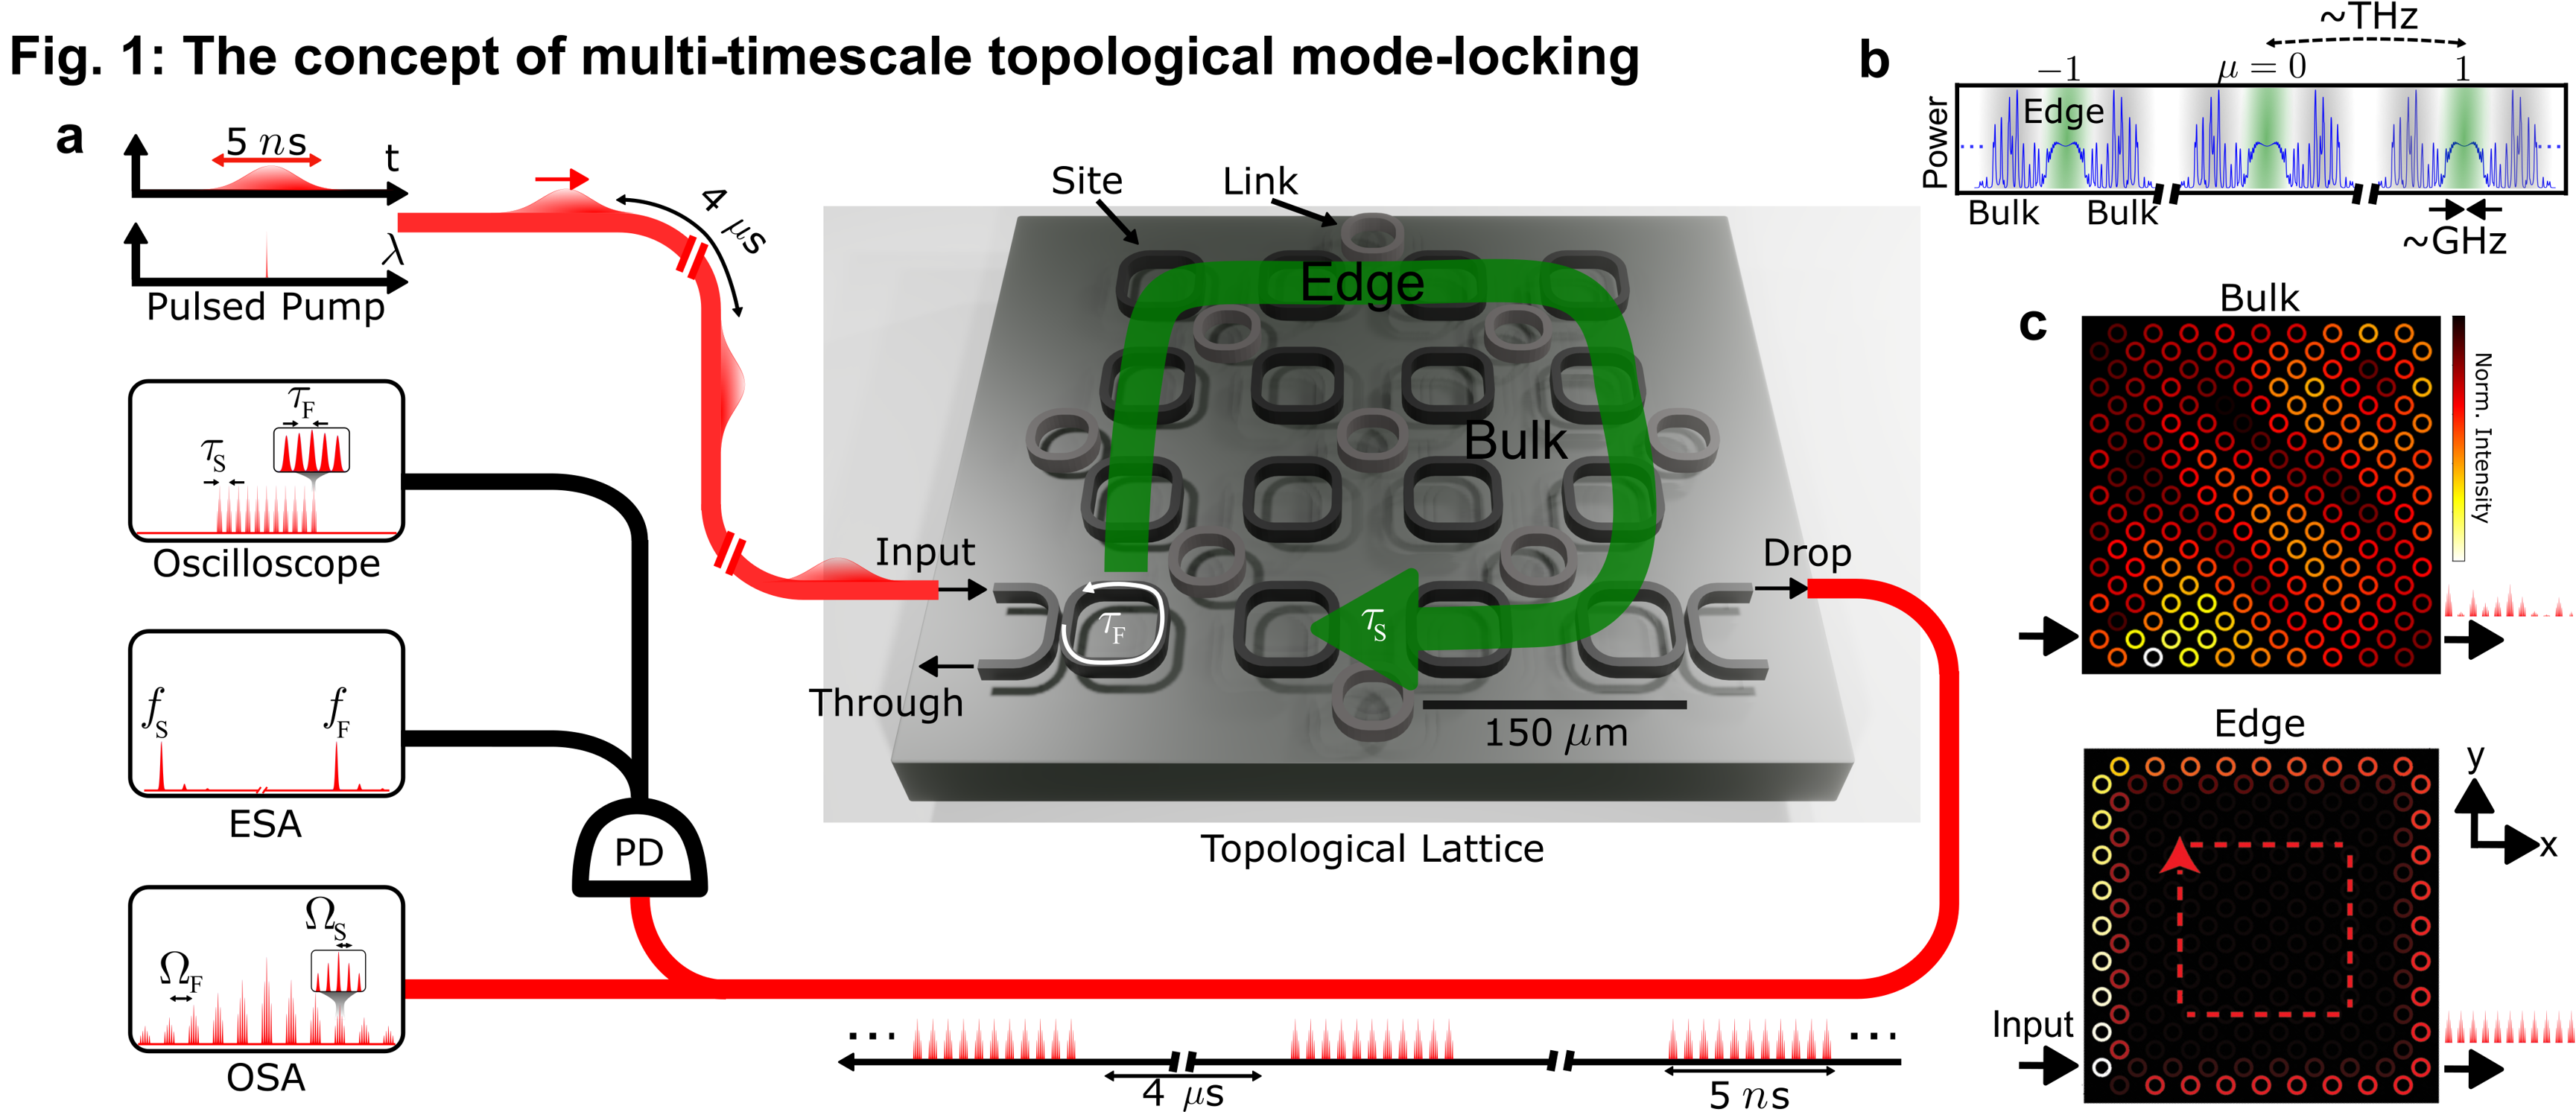 Fig. 1: The concept of multi-timescale topological mode-locking
a
5 ns
t
λ
Pulsed Pump
4 μs
τF
τS
Oscilloscope
fS
fF
ESA
ΩS
ΩF
OSA
PD
Site
Link
Edge
Bulk
Input
Drop
τF
τS
Through
150 μm
Topological Lattice
... ...
4 μs
5 ns
b
~THz
−1
μ = 0
1
Power
Edge
... ...
Bulk
Bulk
~GHz
c
Bulk
Norm. Intensity
Edge
y
x
Input